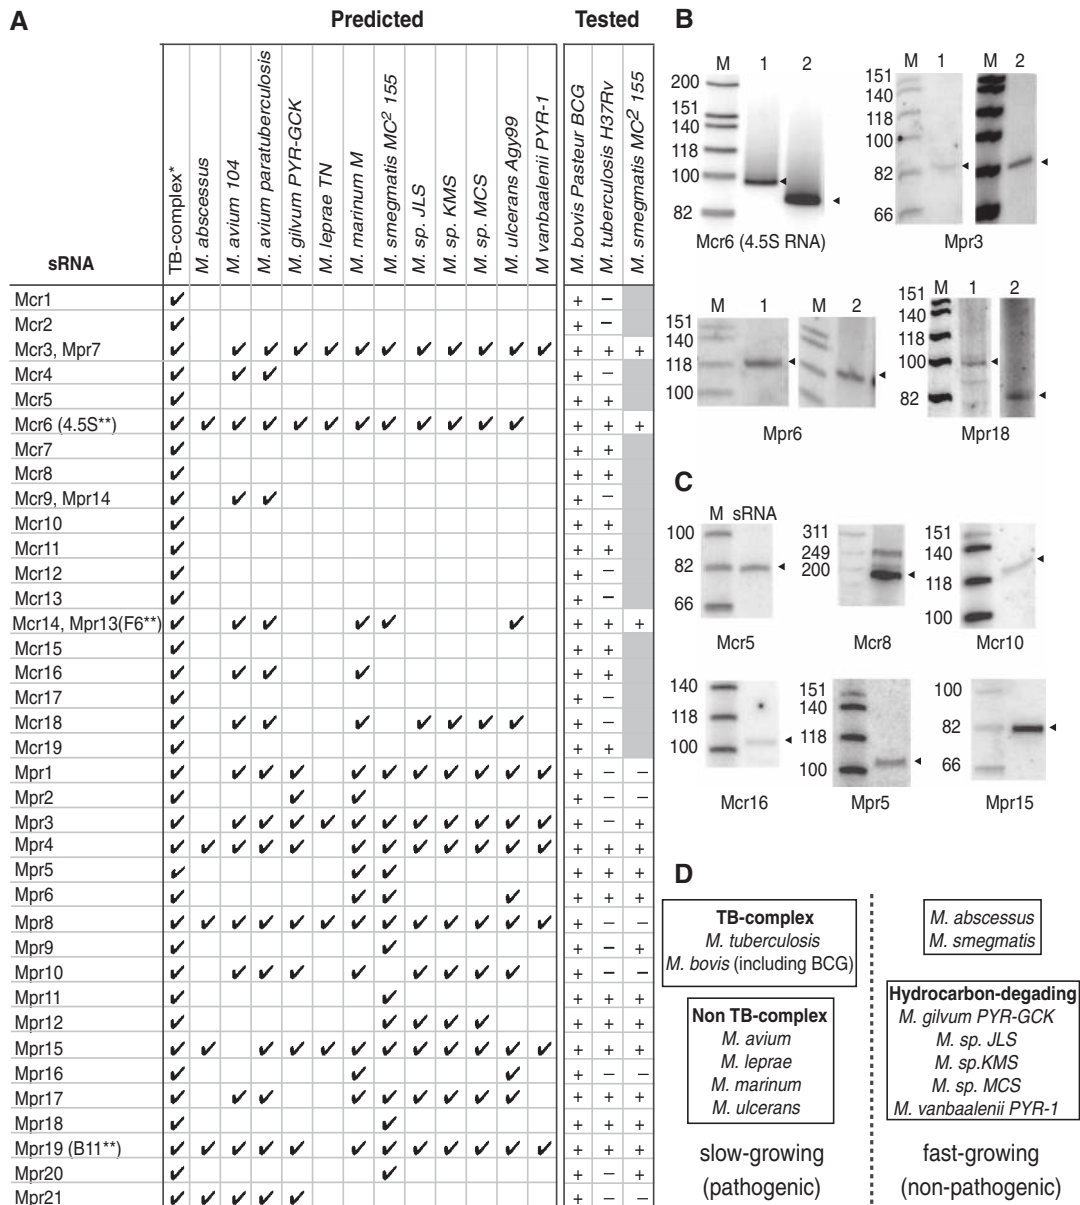 A
Predicted
Tested
sRNA
TB-complex*
M. abscessus
M. avium 104
M. avium paratuberculosis
M. gilvum PYR-GCK
M. leprae TN
M. marinum M
M. smegmatis MC2 155
M. sp. JLS
M. sp. KMS
M. sp. MCS
M. ulcerans Agy99
M vanbaalenii PYR-1
M. bovis Pasteur BCG
M. tuberculosis H37Rv
M. smegmatis MC2 155
Mcr1 ✔ + –
Mcr2 ✔ + –
Mcr3, Mpr7 ✔ ✔ ✔ ✔ ✔ ✔ ✔ ✔ ✔ ✔ ✔ ✔ + + +
Mcr4 ✔ ✔ ✔ + –
Mcr5 ✔ + +
Mcr6 (4.5S**) ✔ ✔ ✔ ✔ ✔ ✔ ✔ ✔ ✔ ✔ ✔ ✔ + + +
Mcr7 ✔ + +
Mcr8 ✔ + +
Mcr9, Mpr14 ✔ ✔ ✔ + –
Mcr10 ✔ + +
Mcr11 ✔ + +
Mcr12 ✔ + –
Mcr13 ✔ + –
Mcr14, Mpr13(F6**) ✔ ✔ ✔ ✔ ✔ ✔ + + +
Mcr15 ✔ + +
Mcr16 ✔ ✔ ✔ ✔ + +
Mcr17 ✔ + –
Mcr18 ✔ ✔ ✔ ✔ ✔ ✔ ✔ ✔ + –
Mcr19 ✔ + +
Mpr1 ✔ ✔ ✔ ✔ ✔ ✔ ✔ ✔ ✔ ✔ ✔ + – –
Mpr2 ✔ ✔ ✔ + – –
Mpr3 ✔ ✔ ✔ ✔ ✔ ✔ ✔ ✔ ✔ ✔ ✔ ✔ + – +
Mpr4 ✔ ✔ ✔ ✔ ✔ ✔ ✔ ✔ ✔ ✔ ✔ ✔ + + +
Mpr5 ✔ ✔ ✔ + + +
Mpr6 ✔ ✔ ✔ ✔ + + +
Mpr8 ✔ ✔ ✔ ✔ ✔ ✔ ✔ ✔ ✔ ✔ ✔ ✔ ✔ + – –
Mpr9 ✔ ✔ + – +
Mpr10 ✔ ✔ ✔ ✔ ✔ ✔ ✔ ✔ ✔ + – –
Mpr11 ✔ ✔ + + +
Mpr12 ✔ ✔ ✔ ✔ ✔ + + +
Mpr15 ✔ ✔ ✔ ✔ ✔ ✔ ✔ ✔ ✔ ✔ ✔ ✔ + + +
Mpr16 ✔ ✔ ✔ + – –
Mpr17 ✔ ✔ ✔ ✔ ✔ ✔ ✔ ✔ ✔ + + +
Mpr18 ✔ ✔ + + +
Mpr19 (B11**) ✔ ✔ ✔ ✔ ✔ ✔ ✔ ✔ ✔ ✔ ✔ ✔ + + +
Mpr20 ✔ ✔ + – +
Mpr21 ✔ ✔ ✔ ✔ ✔ + – –
B
M 1 2
200
151
140
118
100
82
Mcr6 (4.5S RNA)
M 1 M 2
151
140
118
100
82
66
Mpr3
M 1 M 2
151
140
118
100
Mpr6
M 1 2
151
140
118
100
82
Mpr18
C
M sRNA
100
82
66
Mcr5
311
249
200
Mcr8
151
140
118
100
Mcr10
140
118
100
Mcr16
151
140
118
100
Mpr5
100
82
66
Mpr15
D
TB-complex
M. tuberculosis
M. bovis (including BCG)
Non TB-complex
M. avium
M. leprae
M. marinum
M. ulcerans
slow-growing
(pathogenic)
M. abscessus
M. smegmatis
Hydrocarbon-degading
M. gilvum PYR-GCK
M. sp. JLS
M. sp.KMS
M. sp. MCS
M. vanbaalenii PYR-1
fast-growing
(non-pathogenic)